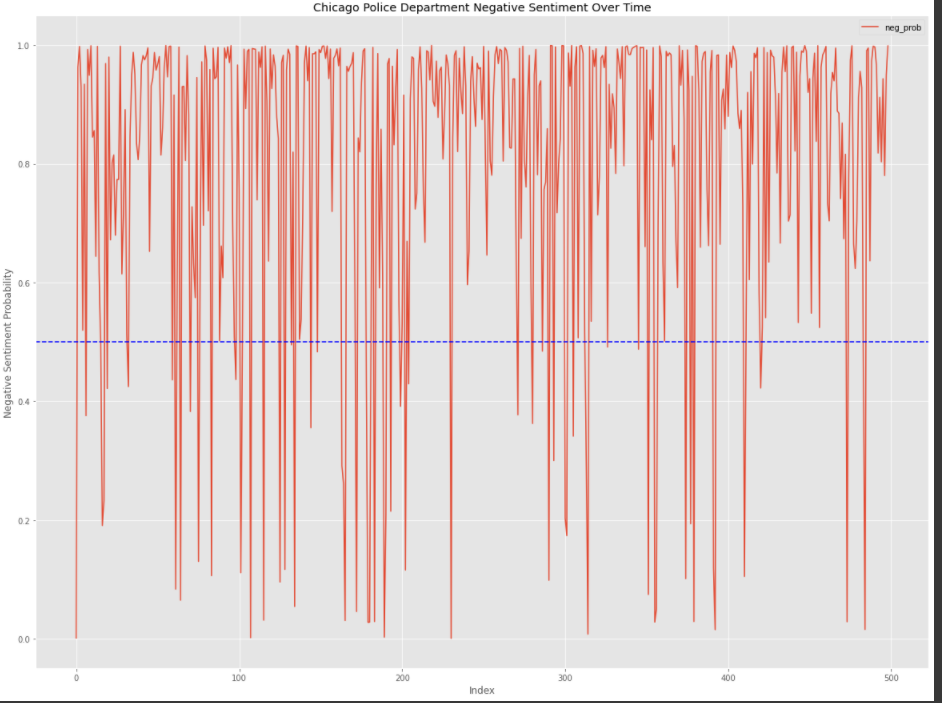 Chicago Police Department Negative Sentiment Over Time
neg_prob
1.0
0.8
0.6
0.4
0.2
0.0
Negative Sentiment Probability
0 100 200 300 400 500
Index